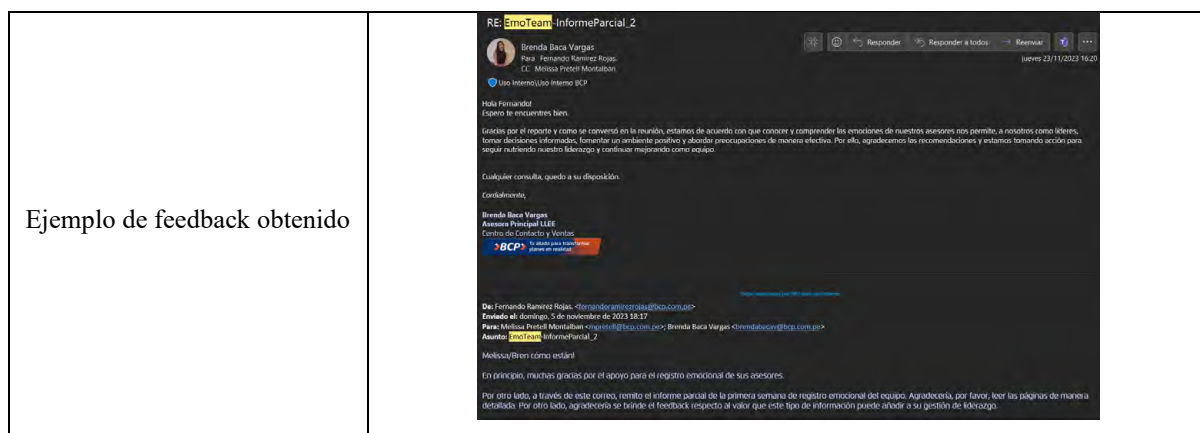 Ejemplo de feedback obtenido
RE: EmoTeam-InformeParcial_2
Brenda Baca Vargas
Para Fernando Ramirez Rojas.
CC Melissa Pretell Montalban
Responder
Responder a todos
Reenviar
jueves 23/11/2023 16:20
Uso Interno\Uso Interno BCP
Hola Fernando!
Espero te encuentres bien.
Gracias por el reporte y como se conversó en la reunión, estamos de acuerdo con que conocer y comprender las emociones de nuestros asesores nos permite, a nosotros como líderes,
tomar decisiones informadas, fomentar un ambiente positivo y abordar preocupaciones de manera efectiva. Por ello, agradecemos las recomendaciones y estamos tomando acción para
seguir nutriendo nuestro liderazgo y continuar mejorando como equipo.
Cualquier consulta, quedo a su disposición.
Cordialmente,
Brenda Baca Vargas
Asesora Principal LLEE
Centro de Contacto y Ventas
BCP
Tu aliado para transformar
planes en realidad
De: Fernando Ramirez Rojas. <fernandoramirezrojas@bcp.com.pe>
Enviado el: domingo, 5 de noviembre de 2023 18:17
Para: Melissa Pretell Montalban <mpretell@bcp.com.pe>; Brenda Baca Vargas <brendabacav@bcp.com.pe>
Asunto: EmoTeam-InformeParcial_2
Melissa/Bren cómo están!
En principio, muchas gracias por el apoyo para el registro emocional de sus asesores.
Por otro lado, a través de este correo, remito el informe parcial de la primera semana de registro emocional del equipo. Agradecería, por favor, leer las páginas de manera
detallada. Por otro lado, agradecería se brinde el feedback respecto al valor que este tipo de información puede añadir a su gestión de liderazgo.